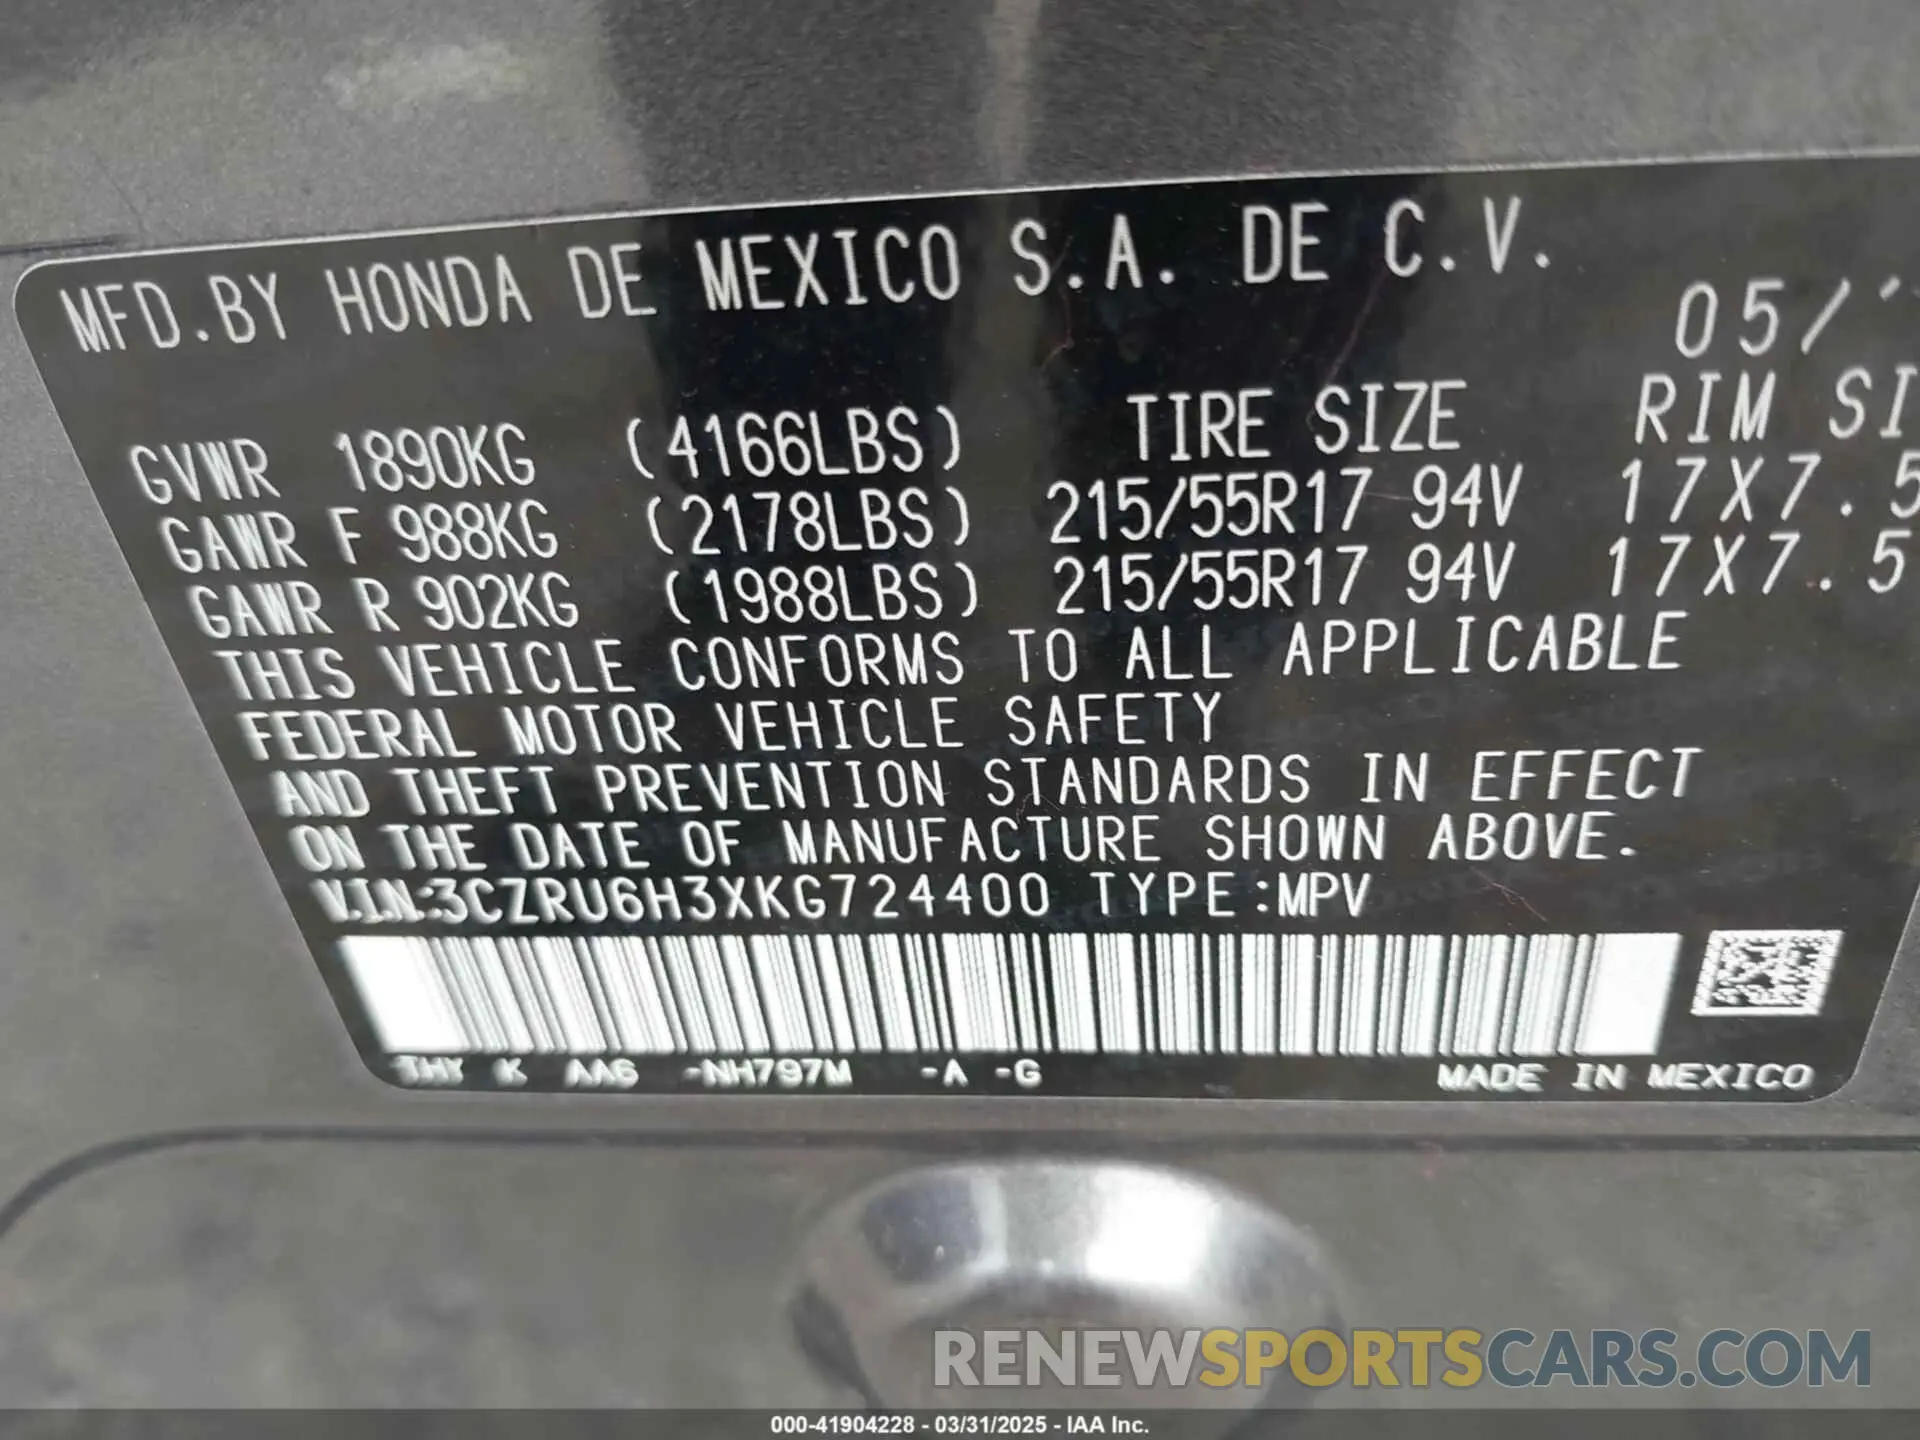 MFD.BY HONDA DE MEXICO S.A. DE C.V.
05/
GVWR 1890KG (4166LBS) TIRE SIZE RIM SI
GAWR F 988KG (2178LBS) 215/55R17 94V 17X7.5
GAWR R 902KG (1988LBS) 215/55R17 94V 17X7.5
THIS VEHICLE CONFORMS TO ALL APPLICABLE
FEDERAL MOTOR VEHICLE SAFETY
AND THEFT PREVENTION STANDARDS IN EFFECT
ON THE DATE OF MANUFACTURE SHOWN ABOVE.
V.I.N:3CZRU6H3XKG724400 TYPE:MPV
THY K AA6 -NH797M -A -G MADE IN MEXICO
RENEWSPORTSCARS.COM
000-41904228 - 03/31/2025 - IAA Inc.